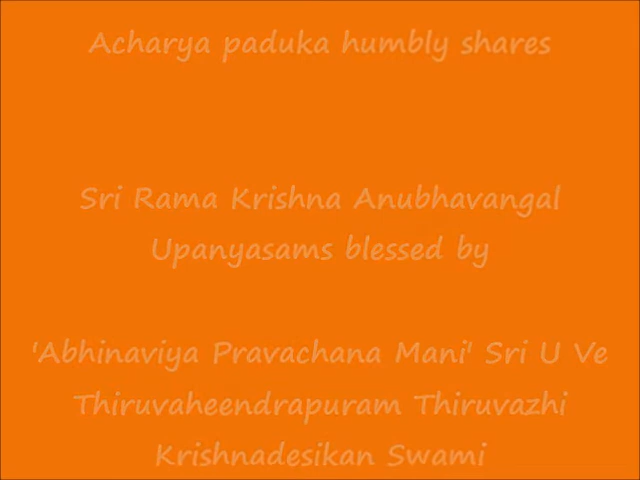 Acharya paduka humbly shares
Sri Rama Krishna Anubhavangal
Upanyasams blessed by
'Abhinaviya Pravachana Mani' Sri U Ve
Thiruvaheendrapuram Thiruvazhi
Krishnadesikan Swami